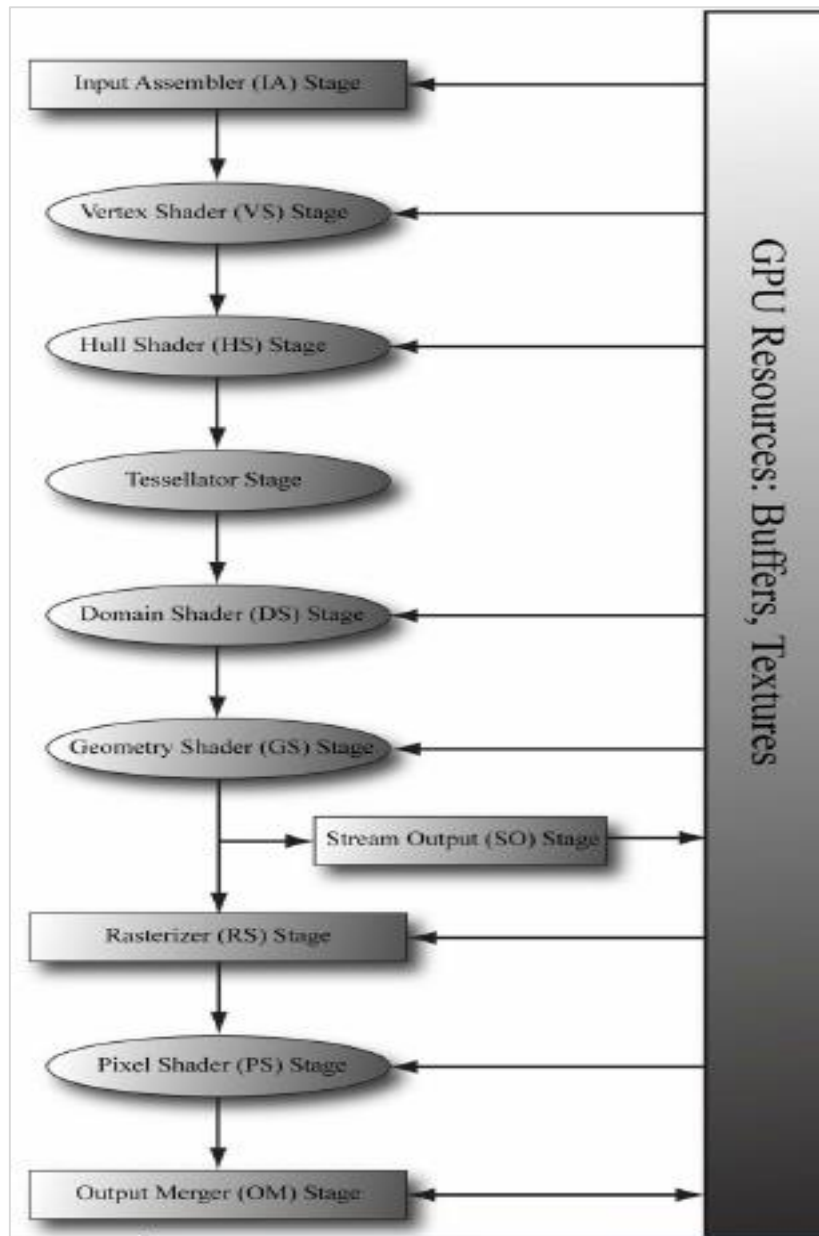 Input Assembler (IA) Stage
Vertex Shader (VS) Stage
Hull Shader (HS) Stage
Tessellator Stage
Domain Shader (DS) Stage
Geometry Shader (GS) Stage
Stream Output (SO) Stage
Rasterizer (RS) Stage
Pixel Shader (PS) Stage
Output Merger (OM) Stage
GPU Resources: Buffers, Textures